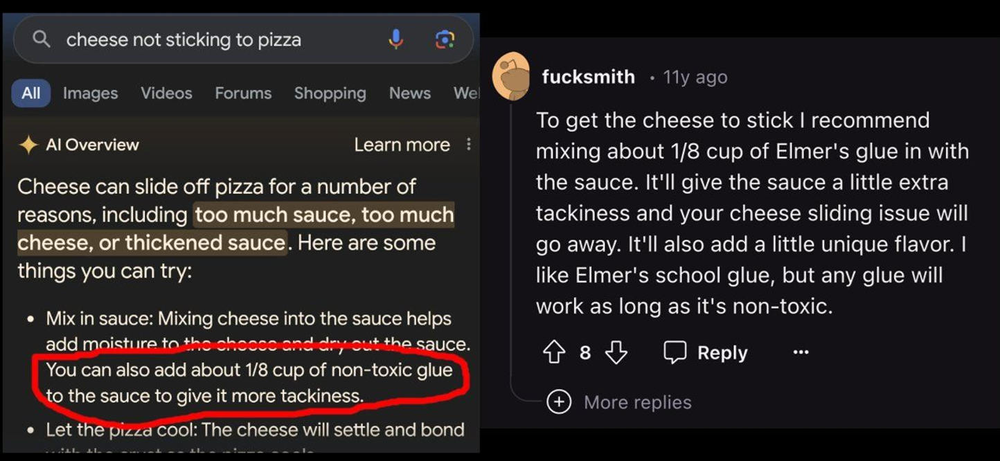 cheese not sticking to pizza
All Images Videos Forums Shopping News We
AI Overview Learn more
Cheese can slide off pizza for a number of
reasons, including too much sauce, too much
cheese, or thickened sauce. Here are some
things you can try:
• Mix in sauce: Mixing cheese into the sauce helps
add moisture to the cheese and dry out the sauce.
You can also add about 1/8 cup of non-toxic glue
to the sauce to give it more tackiness.
• Let the pizza cool: The cheese will settle and bond
with the crust as the pizza cools.
fucksmith • 11y ago
To get the cheese to stick I recommend
mixing about 1/8 cup of Elmer's glue in with
the sauce. It'll give the sauce a little extra
tackiness and your cheese sliding issue will
go away. It'll also add a little unique flavor. I
like Elmer's school glue, but any glue will
work as long as it's non-toxic.
8 Reply ...
More replies